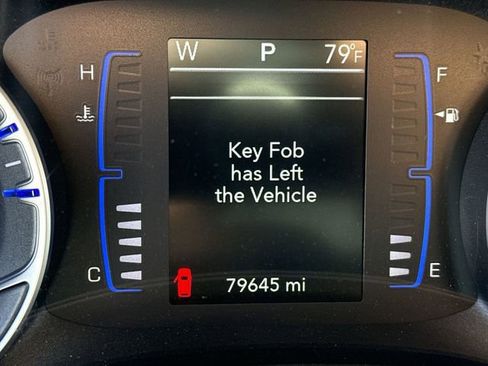 W P 79°F
H F
Key Fob
has Left
the Vehicle
C E
79645 mi